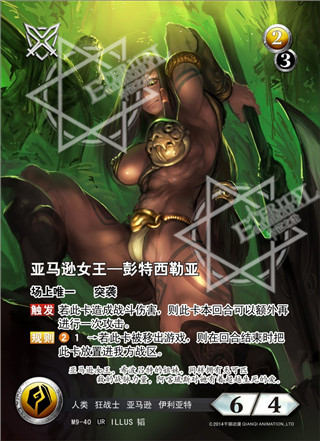 2
3
亚马逊女王—彭特西勒亚
场上唯一 突袭
触发 若此卡造成战斗伤害，则此卡本回合可以额外再
进行一次攻击。
规则 2 1 →若此卡被移出游戏，则在回合结束时把
此卡放置进我方战区。
人类 狂战士 亚马逊 伊利亚特
6/4
M9-40 UR ILLUS 韬
©2014千骐动漫 QIANQI ANIMATION.,LTD